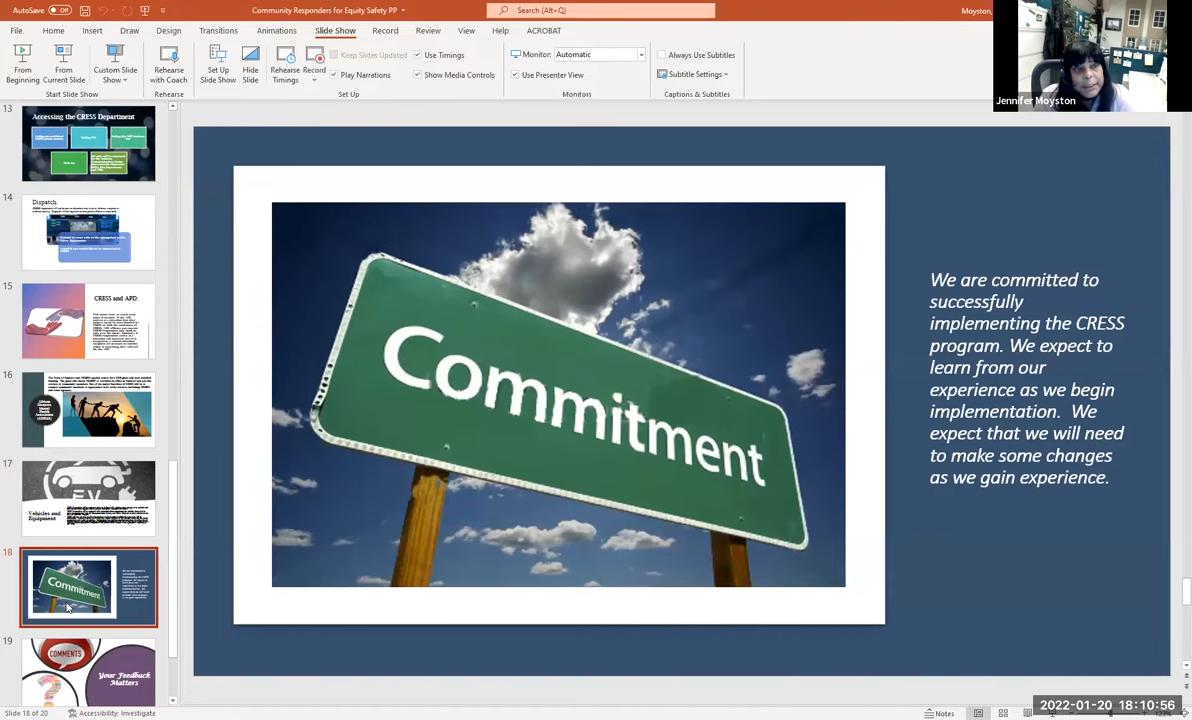 AutoSave Off
Community Responders for Equity Safety PP
Search (Alt+Q)
Moyston,
File Home Insert Draw Design Transitions Animations Slide Show Record Review View Help ACROBAT
From Beginning
From Current Slide
Custom Slide Show
Start Slide Show
Rehearse with Coach
Rehearse
Set Up Slide Show
Hide Slide
Rehearse Timings
Record
Keep Slides Updated
Play Narrations
Use Timings
Show Media Controls
Set Up
Monitor: Automatic
Use Presenter View
Monitors
Always Use Subtitles
Subtitle Settings
Captions & Subtitles
Jennifer Moyston
13
Accessing the CRESS Department
14
Dispatch:
15
CRESS and APD:
16
17
EV
Vehicles and
Equipment
18
Commitment
19
COMMENTS
Your Feedback
Matters
Commitment
We are committed to
successfully
implementing the CRESS
program. We expect to
learn from our
experience as we begin
implementation. We
expect that we will need
to make some changes
as we gain experience.
Slide 18 of 20
Accessibility: Investigate
Notes
2022-01-20 18:10:56